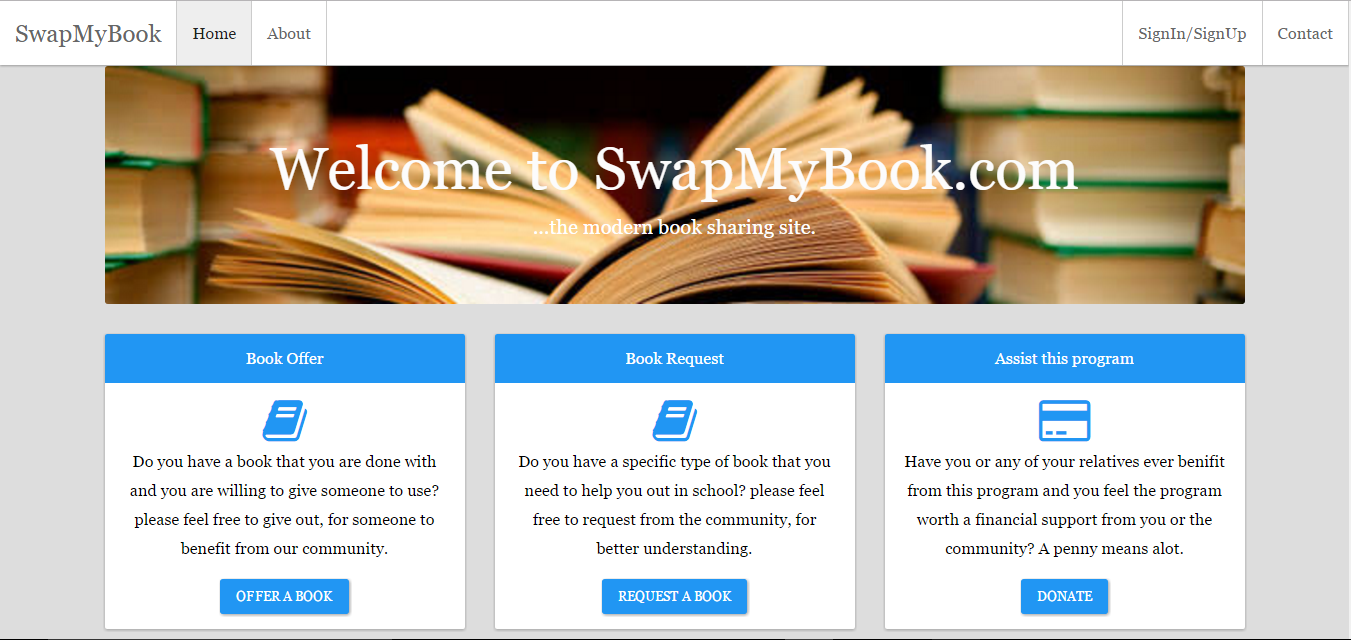 SwapMyBook Home About SignIn/SignUp Contact
Welcome to SwapMyBook.com
...the modern book sharing site.
Book Offer
Do you have a book that you are done with
and you are willing to give someone to use?
please feel free to give out, for someone to
benefit from our community.
OFFER A BOOK
Book Request
Do you have a specific type of book that you
need to help you out in school? please feel
free to request from the community, for
better understanding.
REQUEST A BOOK
Assist this program
Have you or any of your relatives ever benifit
from this program and you feel the program
worth a financial support from you or the
community? A penny means alot.
DONATE